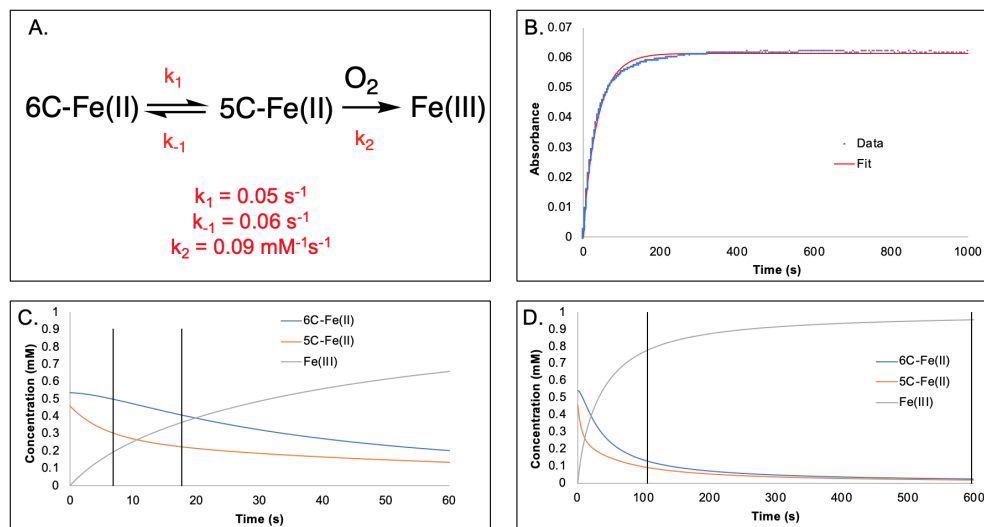 A.
k1
O2
6C-Fe(II) 5C-Fe(II) Fe(III)
k-1
k2
k1 = 0.05 s-1
k-1 = 0.06 s-1
k2 = 0.09 mM-1s-1
B.
0.07
0.06
0.05
0.04
0.03
0.02
0.01
0
Absorbance
Data
Fit
0 200 400 600 800 1000
Time (s)
C.
1
0.9
0.8
0.7
0.6
0.5
0.4
0.3
0.2
0.1
0
Concentration (mM)
6C-Fe(II)
5C-Fe(II)
Fe(III)
0 10 20 30 40 50 60
Time (s)
D.
1
0.9
0.8
0.7
0.6
0.5
0.4
0.3
0.2
0.1
0
Concentration (mM)
6C-Fe(II)
5C-Fe(II)
Fe(III)
0 100 200 300 400 500 600
Time (s)